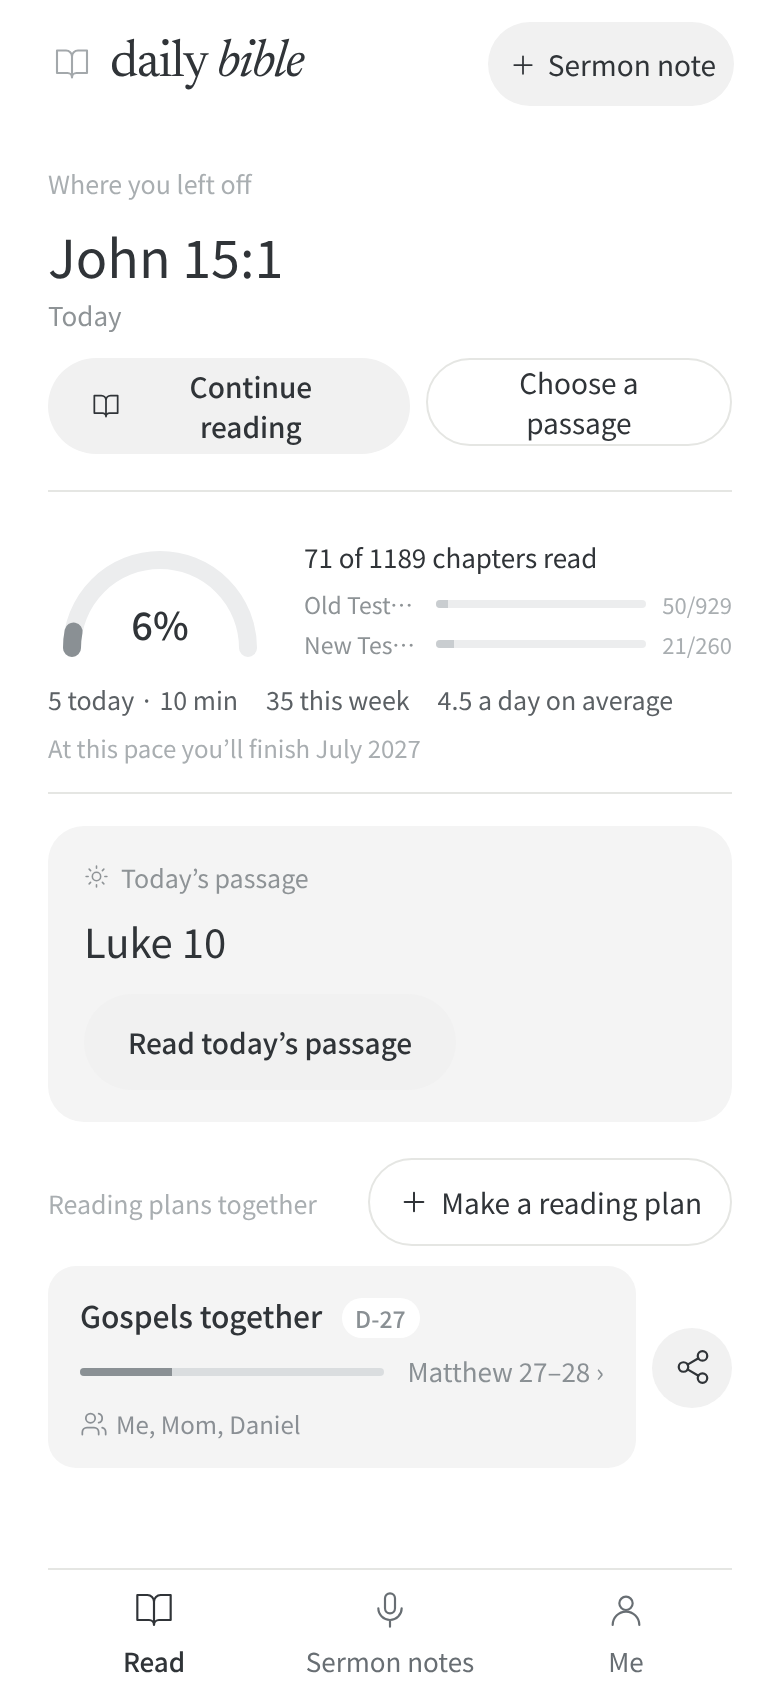 daily bible
+ Sermon note
Where you left off
John 15:1
Today
Continue
reading
Choose a
passage
6%
71 of 1189 chapters read
Old Test··· 50/929
New Tes··· 21/260
5 today · 10 min 35 this week 4.5 a day on average
At this pace you’ll finish July 2027
Today’s passage
Luke 10
Read today’s passage
Reading plans together
+ Make a reading plan
Gospels together D-27
Matthew 27–28 ›
Me, Mom, Daniel
Read
Sermon notes
Me